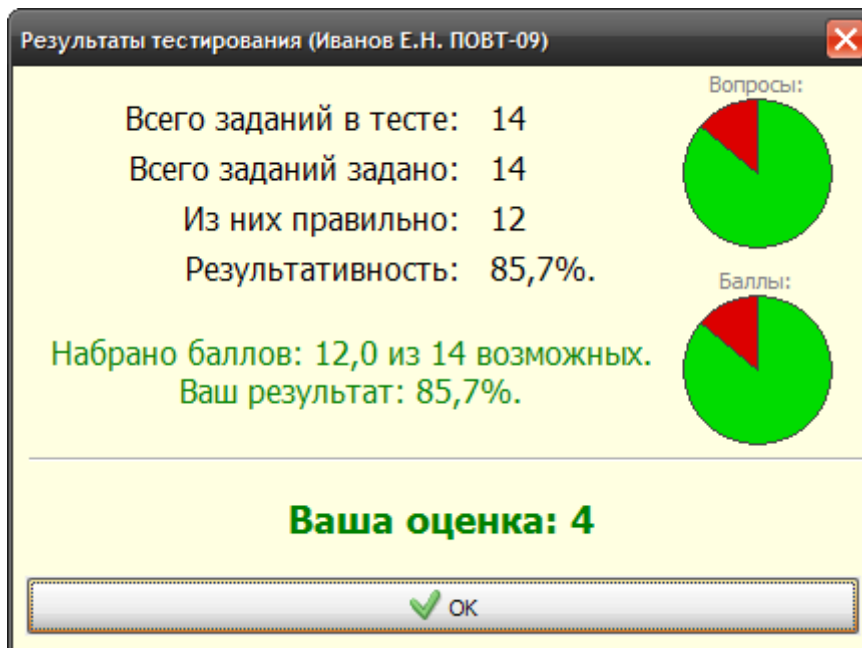 Результаты тестирования (Иванов Е.Н. ПОВТ-09)
Вопросы:
Всего заданий в тесте: 14
Всего заданий задано: 14
Из них правильно: 12
Результативность: 85,7%.
Баллы:
Набрано баллов: 12,0 из 14 возможных.
Ваш результат: 85,7%.
Ваша оценка: 4
ОК